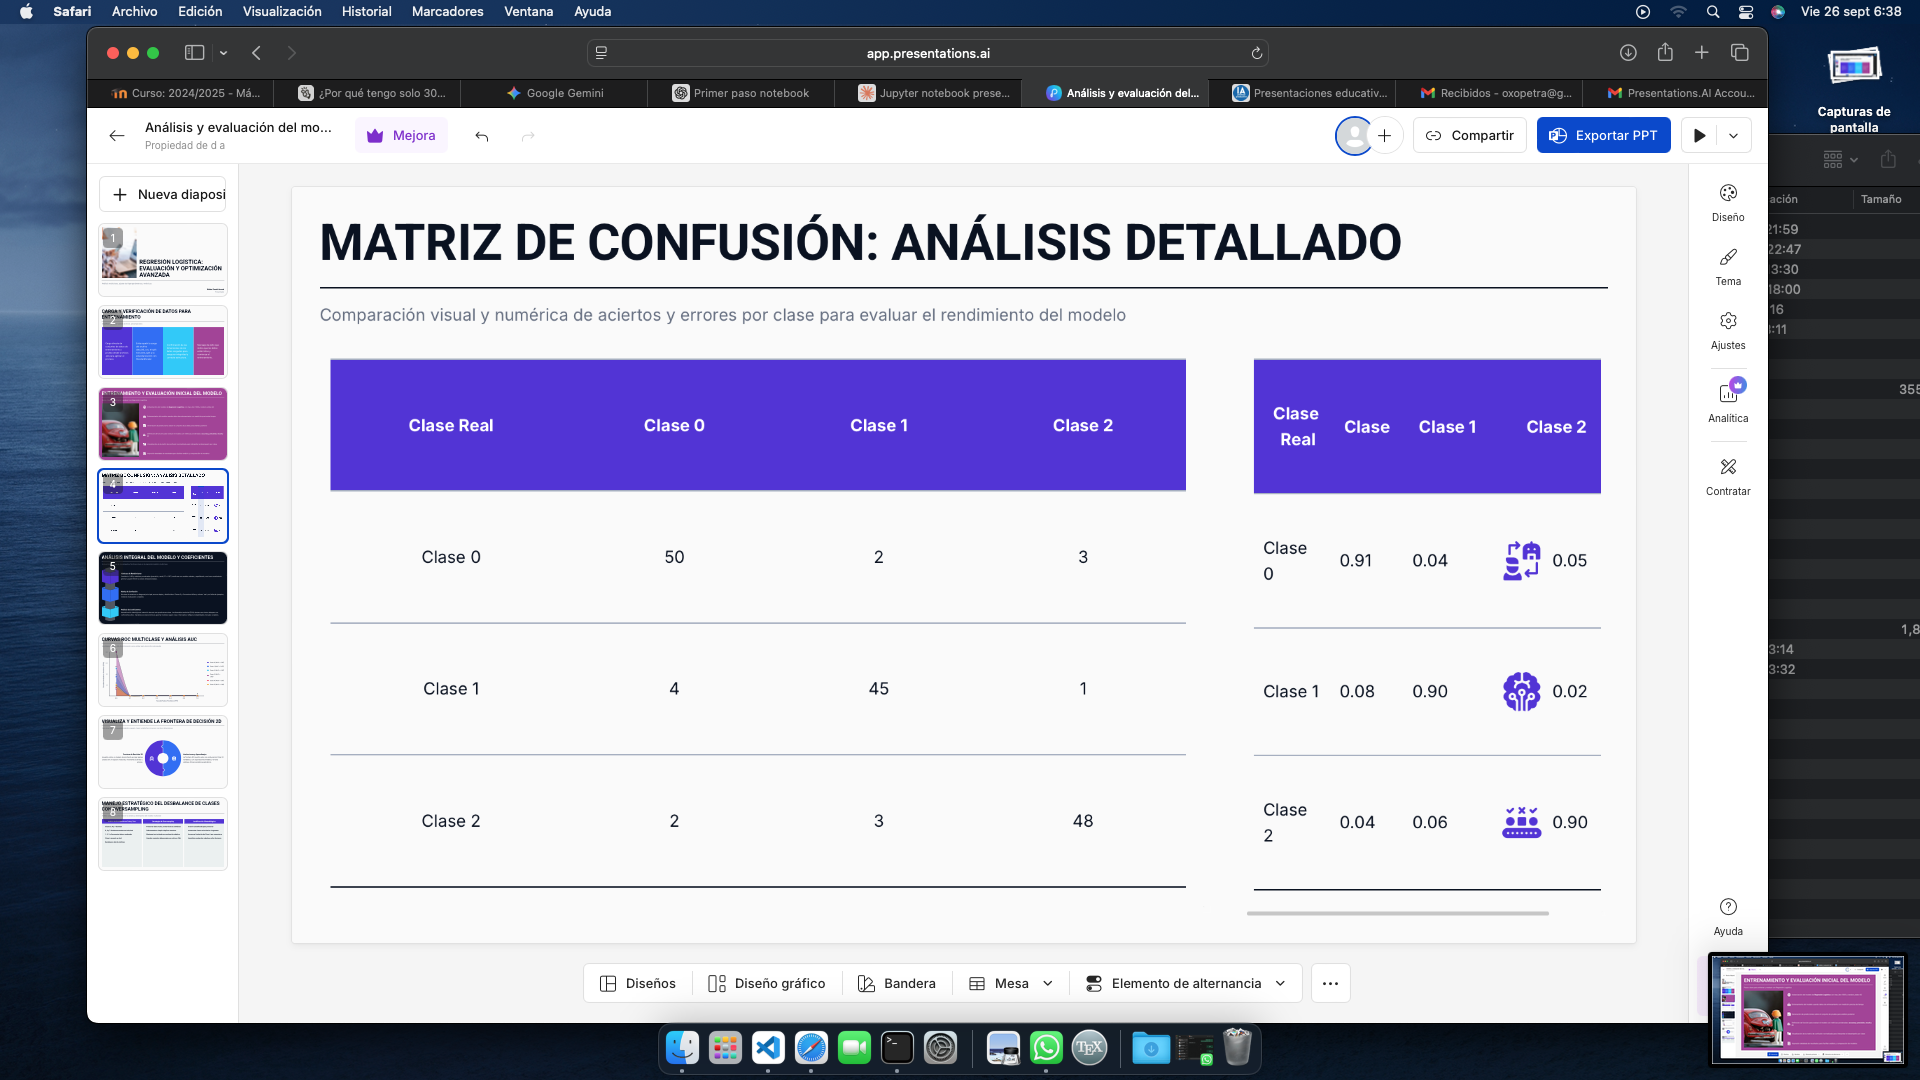 Safari Archivo Edición Visualización Historial Marcadores Ventana Ayuda
Vie 26 sept 6:38
app.presentations.ai
Curso: 2024/2025 - Má...
¿Por qué tengo solo 30...
Google Gemini
Primer paso notebook
Jupyter notebook prese...
Análisis y evaluación del...
Presentaciones educativ...
Recibidos - oxopetra@g...
Presentations.AI Accou...
Capturas de
pantalla
Análisis y evaluación del mo...
Propiedad de d a
Mejora
Compartir
Exportar PPT
Nueva diaposi
1
REGRESIÓN LOGÍSTICA:
EVALUACIÓN Y OPTIMIZACIÓN
AVANZADA
2
CARGA Y VERIFICACIÓN DE DATOS PARA
ENTRENAMIENTO
3
ENTRENAMIENTO Y EVALUACIÓN INICIAL DEL MODELO
4
MATRIZ DE CONFUSIÓN: ANÁLISIS DETALLADO
5
ANÁLISIS INTEGRAL DEL MODELO Y COEFICIENTES
6
CURVAS ROC MULTICLASE Y ANÁLISIS AUC
7
VISUALIZA Y ENTIENDE LA FRONTERA DE DECISIÓN 2D
8
MANEJO ESTRATÉGICO DEL DESBALANCE DE CLASES
CON OVERSAMPLING
MATRIZ DE CONFUSIÓN: ANÁLISIS DETALLADO
Comparación visual y numérica de aciertos y errores por clase para evaluar el rendimiento del modelo
Clase Real Clase 0 Clase 1 Clase 2
Clase 0 50 2 3
Clase 1 4 45 1
Clase 2 2 3 48
Clase
Real Clase Clase 1 Clase 2
Clase
0 0.91 0.04 0.05
Clase 1 0.08 0.90 0.02
Clase
2 0.04 0.06 0.90
Diseño
Tema
Ajustes
Analítica
Contratar
Ayuda
Diseños
Diseño gráfico
Bandera
Mesa
Elemento de alternancia
ación
Tamaño
21:59
22:47
3:30
18:00
16
:11
355
1,8
3:14
3:32
TEX
ENTRENAMIENTO Y EVALUACIÓN INICIAL DEL MODELO